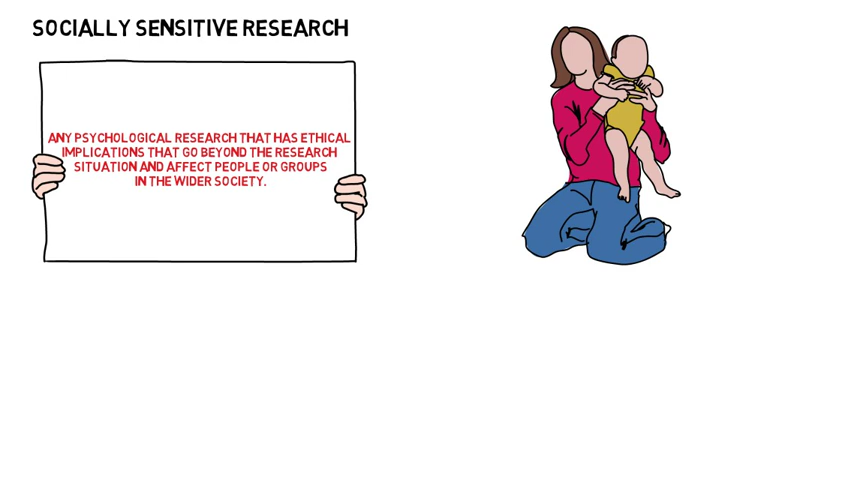 SOCIALLY SENSITIVE RESEARCH
ANY PSYCHOLOGICAL RESEARCH THAT HAS ETHICAL
IMPLICATIONS THAT GO BEYOND THE RESEARCH
SITUATION AND AFFECT PEOPLE OR GROUPS
IN THE WIDER SOCIETY.